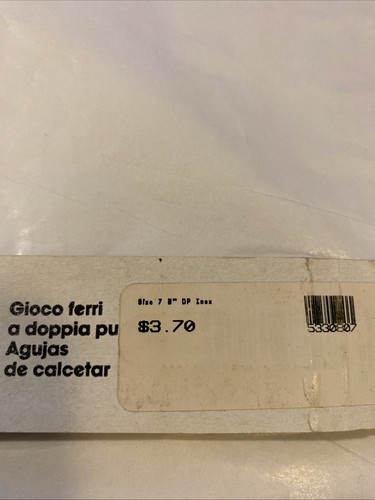 Gioco ferri
a doppia pu
Agujas
de calcetar
Size 7 8" DP Inox
$3.70
5330807